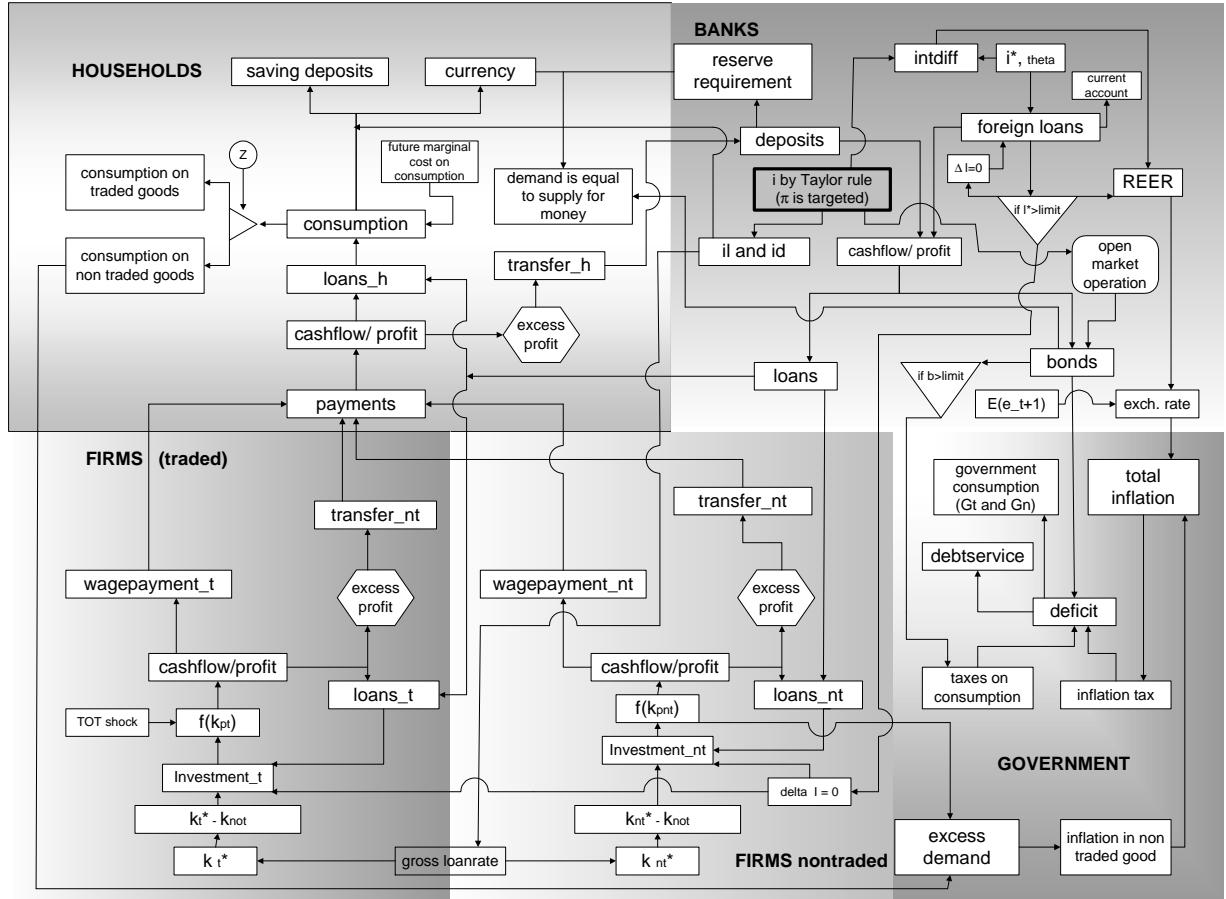 BANKS
HOUSEHOLDS
saving deposits
currency
reserve
requirement
intdiff
i*, theta
current
account
foreign loans
deposits
Z
future marginal
cost on
consumption
consumption on
traded goods
demand is equal
to supply for
money
Δ l=0
i by Taylor rule
(π is targeted)
REER
if l*>limit
consumption
consumption on
non traded goods
il and id
cashflow/ profit
open
market
operation
transfer_h
loans_h
cashflow/ profit
excess
profit
bonds
loans
if b>limit
payments
E(e_t+1)
exch. rate
FIRMS (traded)
government
consumption
(Gt and Gn)
total
inflation
transfer_nt
transfer_nt
debtservice
wagepayment_t
excess
profit
wagepayment_nt
excess
profit
deficit
cashflow/profit
cashflow/profit
loans_t
loans_nt
taxes on
consumption
inflation tax
TOT shock
f(kpt)
f(kpnt)
Investment_nt
GOVERNMENT
Investment_t
delta l = 0
kt* - knot
knt* - knot
excess
demand
inflation in non
traded good
k t*
gross loanrate
k nt*
FIRMS nontraded